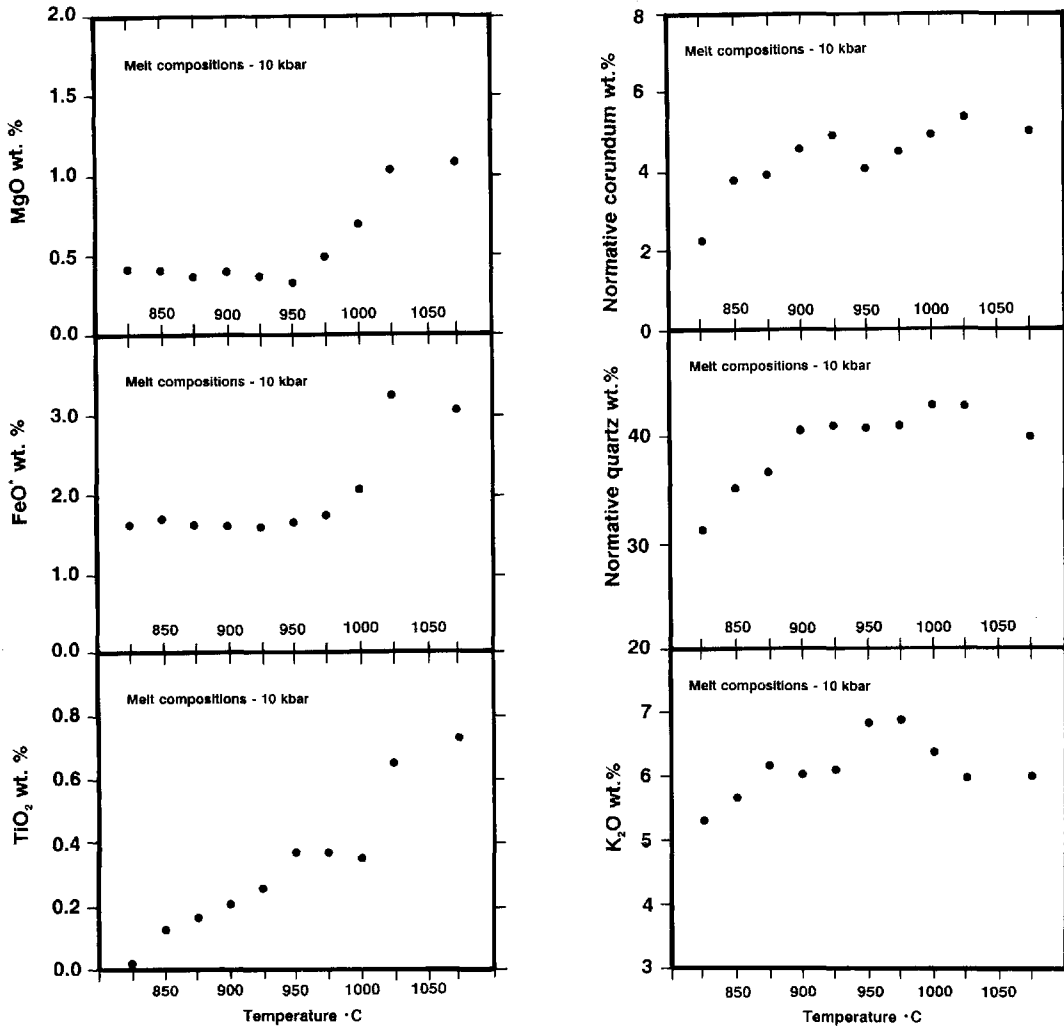 2.0
1.5
1.0
0.5
0.0
MgO wt. %
Melt compositions - 10 kbar
850 900 950 1000 1050
3.0
2.0
1.0
0.0
FeO* wt. %
Melt compositions - 10 kbar
850 900 950 1000 1050
0.8
0.6
0.4
0.2
0.0
TiO₂ wt. %
Melt compositions - 10 kbar
850 900 950 1000 1050
Temperature °C
8
6
4
2
0
Normative corundum wt.%
Melt compositions - 10 kbar
850 900 950 1000 1050
40
30
20
Normative quartz wt.%
Melt compositions - 10 kbar
850 900 950 1000 1050
7
6
5
4
3
K₂O wt.%
Melt compositions - 10 kbar
850 900 950 1000 1050
Temperature °C